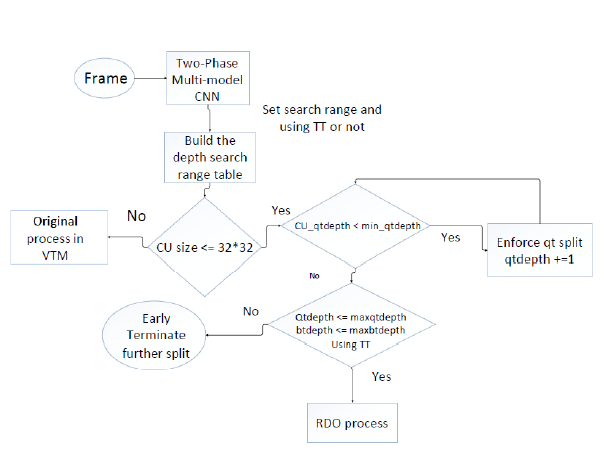 Frame
Two-Phase
Multi-model
CNN
Set search range and
using TT or not
Build the
depth search
range table
No
Yes
Original
process in
VTM
CU size <= 32*32
CU_qtdepth < min_qtdepth
Yes
Enforce qt split
qtdepth +=1
No
No
Early
Terminate
further split
Qtdepth <= maxqtdepth
btdepth <= maxbtdepth
Using TT
Yes
RDO process